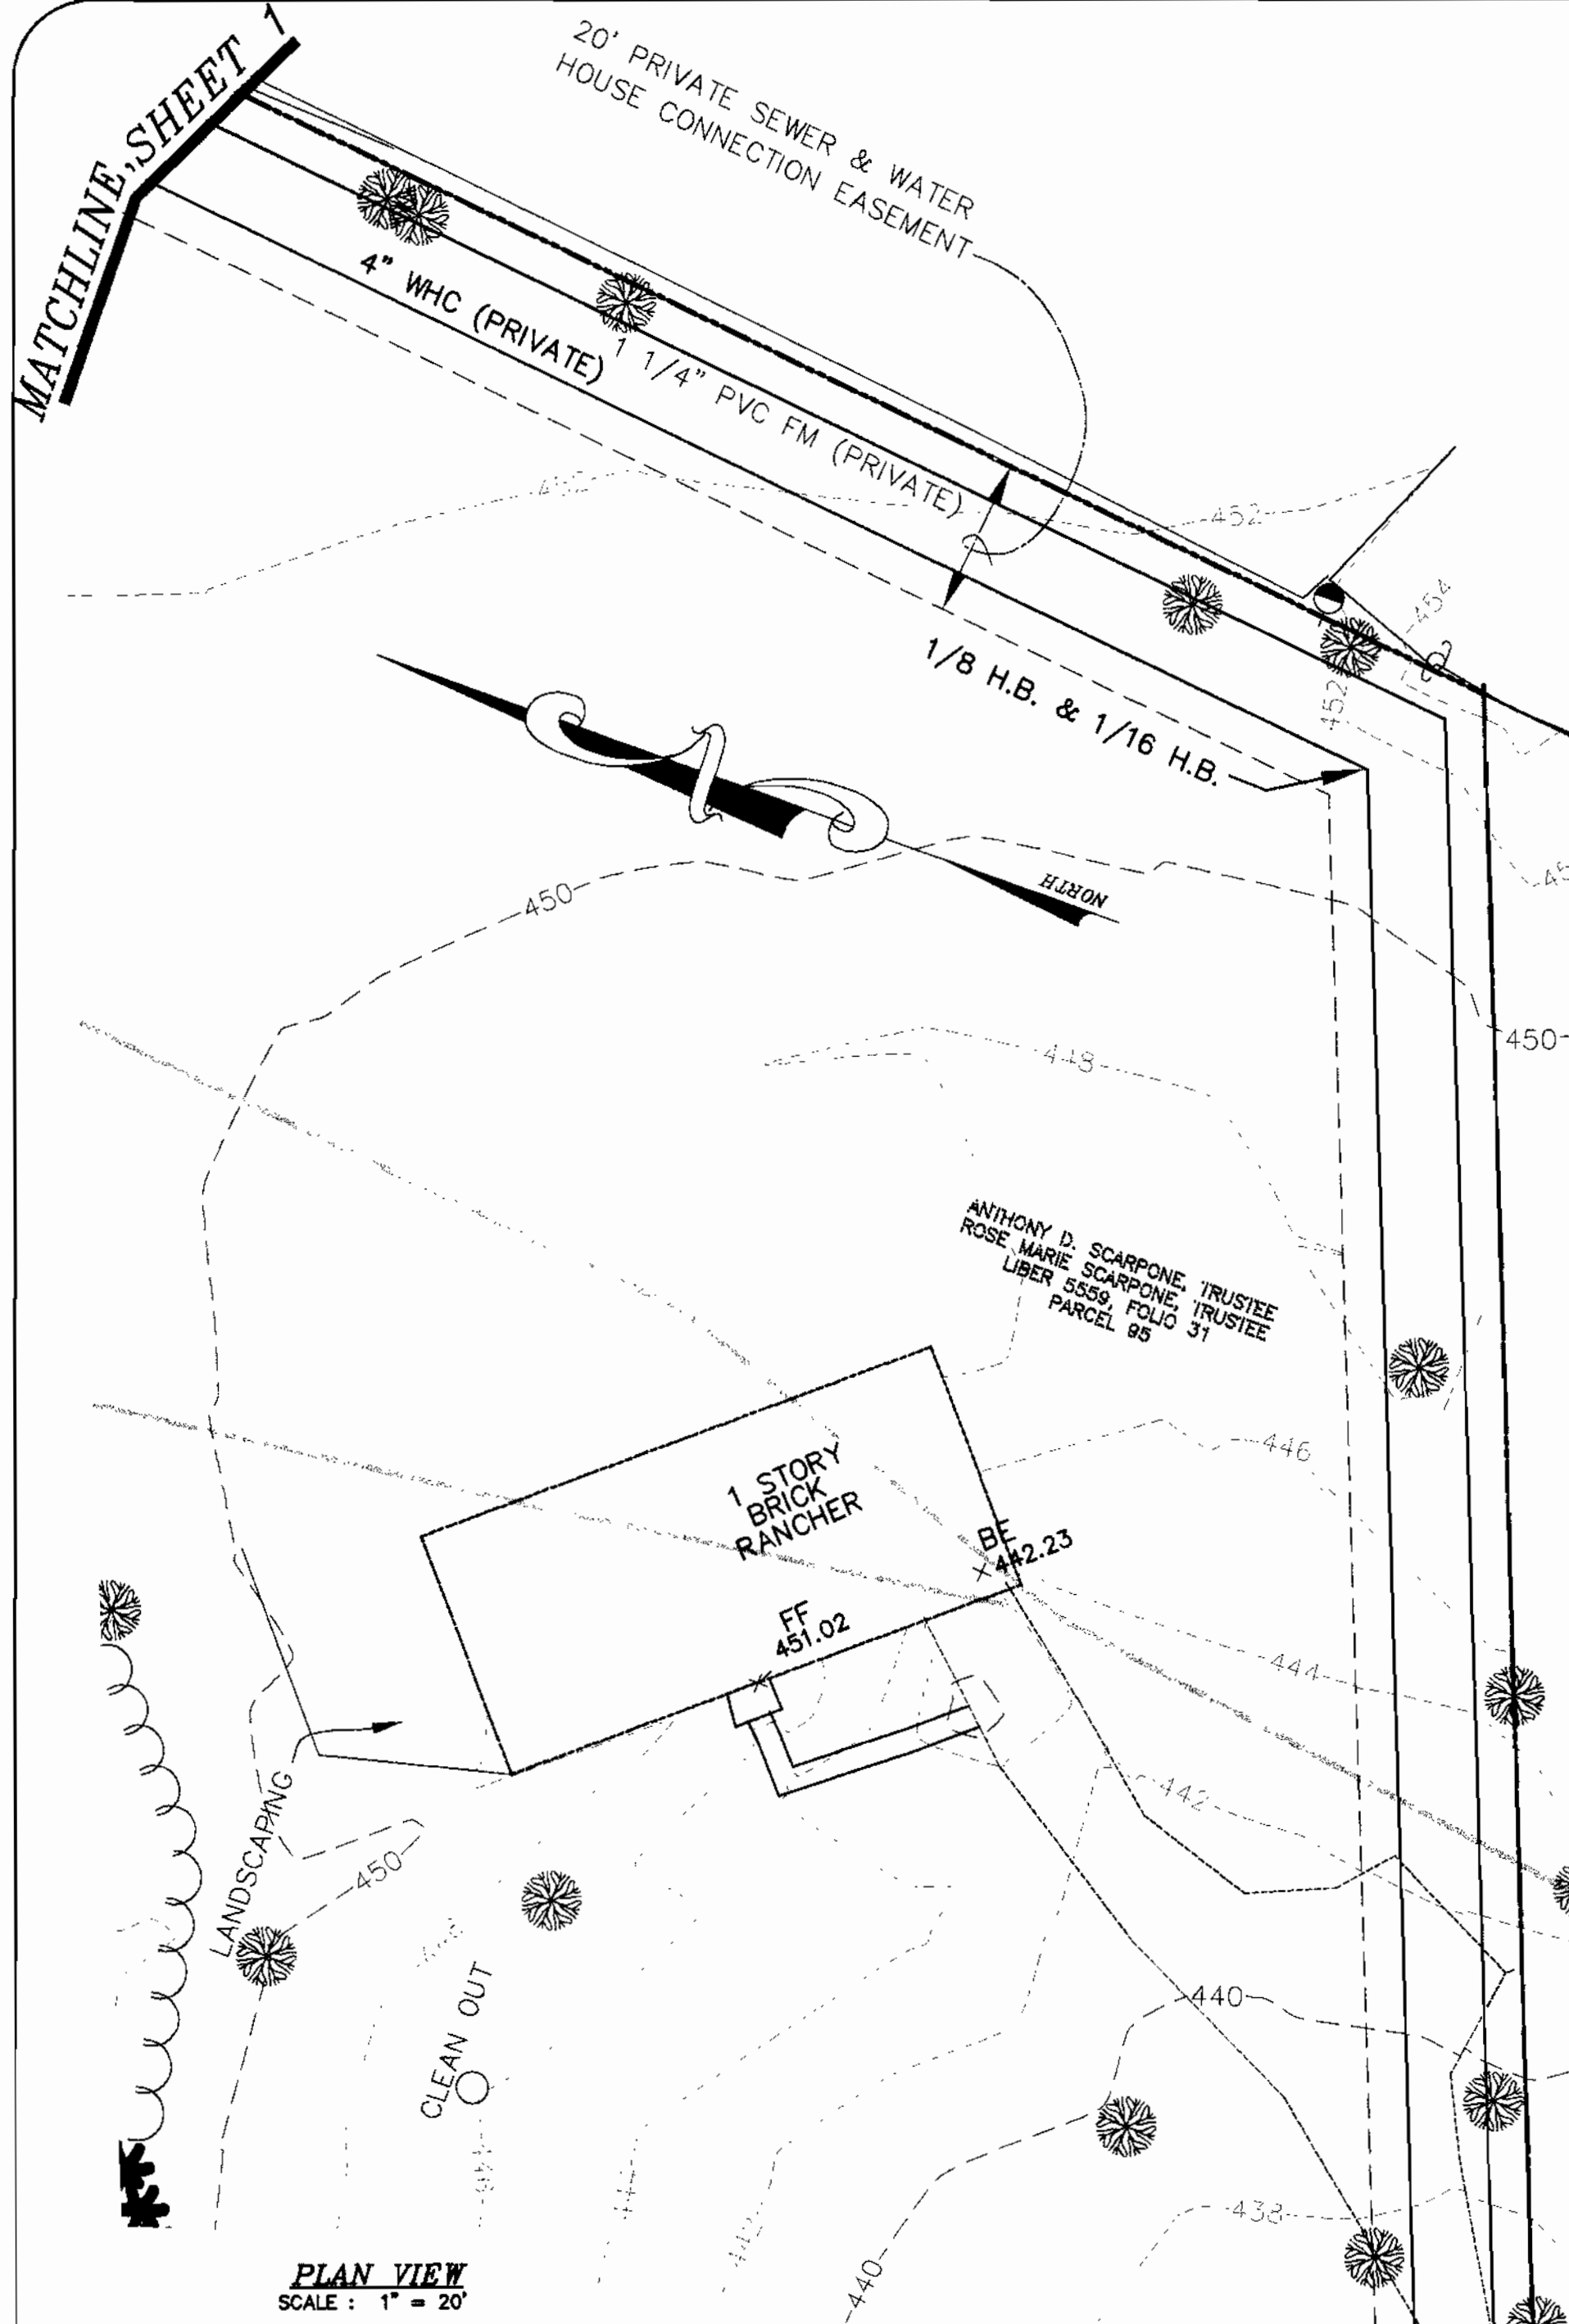 MATCHLINE, SHEET 1
20' PRIVATE SEWER & WATER
HOUSE CONNECTION EASEMENT
4" WHC (PRIVATE)
1 1/4" PVC FM (PRIVATE)
452
452
454
452
1/8 H.B. & 1/16 H.B.
NORTH
450
450
448
ANTHONY D. SCARPONE, TRUSTEE
ROSE MARIE SCARPONE, TRUSTEE
LIBER 5559, FOLIO 31
PARCEL 95
446
1 STORY
BRICK
RANCHER
BE
442.23
FF
451.02
444
442
LANDSCAPING
450
CLEAN OUT
440
438
440
442
PLAN VIEW
SCALE : 1" = 20'